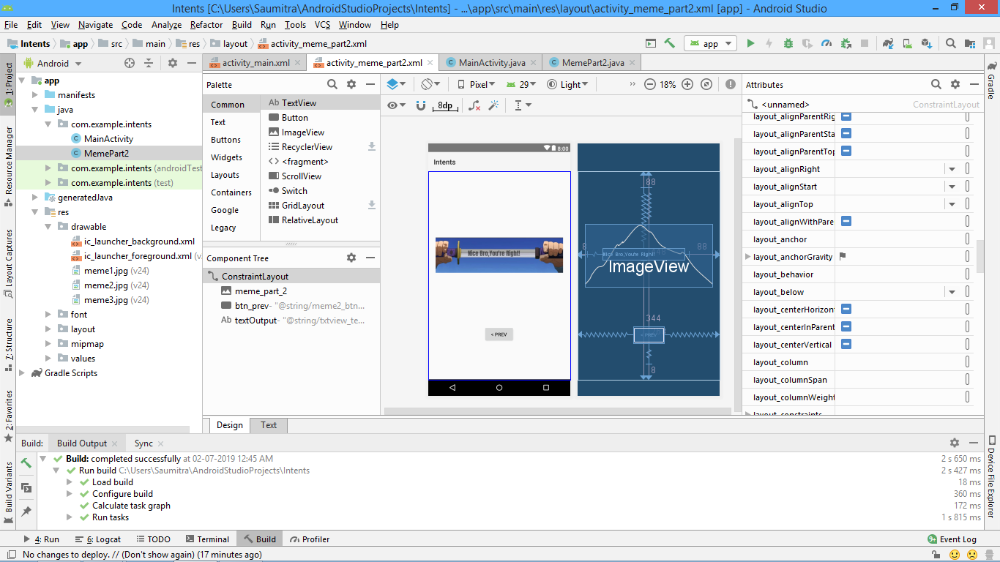 Intents [C:\Users\Saumitra\AndroidStudioProjects\Intents] - ...\app\src\main\res\layout\activity_meme_part2.xml [app] - Android Studio
File Edit View Navigate Code Analyze Refactor Build Run Tools VCS Window Help
Intents app src main res layout activity_meme_part2.xml app
1: Project
Resource Manager
Layout Captures
7: Structure
2: Favorites
Build Variants
Android
app
manifests
java
com.example.intents
MainActivity
MemePart2
com.example.intents (androidTest
com.example.intents (test)
generatedJava
res
drawable
ic_launcher_background.xml
ic_launcher_foreground.xml (v
meme1.jpg (v24)
meme2.jpg (v24)
meme3.jpg (v24)
font
layout
mipmap
values
Gradle Scripts
activity_main.xml activity_meme_part2.xml MainActivity.java MemePart2.java
Palette
Common
Text
Buttons
Widgets
Layouts
Containers
Google
Legacy
Ab TextView
Button
ImageView
RecyclerView
<fragment>
ScrollView
Switch
GridLayout
RelativeLayout
Component Tree
ConstraintLayout
meme_part_2
btn_prev- "@string/meme2_btn...
Ab textOutput- "@string/txtview_te...
Pixel 29 Light >> 18%
8dp
8:00
Intents
Nice Bro,You're Right!
< PREV
88
8
88
Nice Bro,You're Right!
ImageView
344
< PREV
8
Design Text
Attributes
<unnamed> ConstraintLayout
layout_alignParentRig
layout_alignParentSta
layout_alignParentTop
layout_alignRight
layout_alignStart
layout_alignTop
layout_alignWithPare
layout_anchor
layout_anchorGravity
layout_behavior
layout_below
layout_centerHorizon
layout_centerInParent
layout_centerVertical
layout_column
layout_columnSpan
layout_columnWeight
layout_constraints
Gradle
Device File Explorer
Build: Build Output Sync
Build: completed successfully at 02-07-2019 12:45 AM 2 s 650 ms
Run build C:\Users\Saumitra\AndroidStudioProjects\Intents 2 s 427 ms
Load build 18 ms
Configure build 360 ms
Calculate task graph 172 ms
Run tasks 1 s 815 ms
4: Run 6: Logcat TODO Terminal Build Profiler 9+ Event Log
No changes to deploy. // (Don't show again) (17 minutes ago)